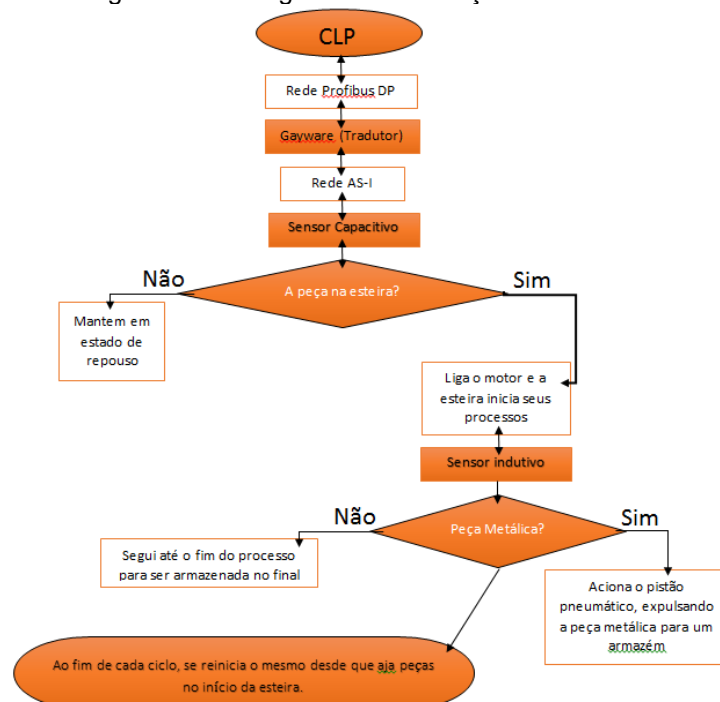 CLP
Rede Profibus DP
Gayware (Tradutor)
Rede AS-I
Sensor Capacitivo
Não
Sim
A peça na esteira?
Mantem em
estado de
repouso
Liga o motor e a
esteira inicia seus
processos
Sensor indutivo
Não
Sim
Peça Metálica?
Segui até o fim do processo
para ser armazenada no final
Aciona o pistão
pneumático, expulsando
a peça metálica para um
armazém
Ao fim de cada ciclo, se reinicia o mesmo desde que aja peças
no início da esteira.